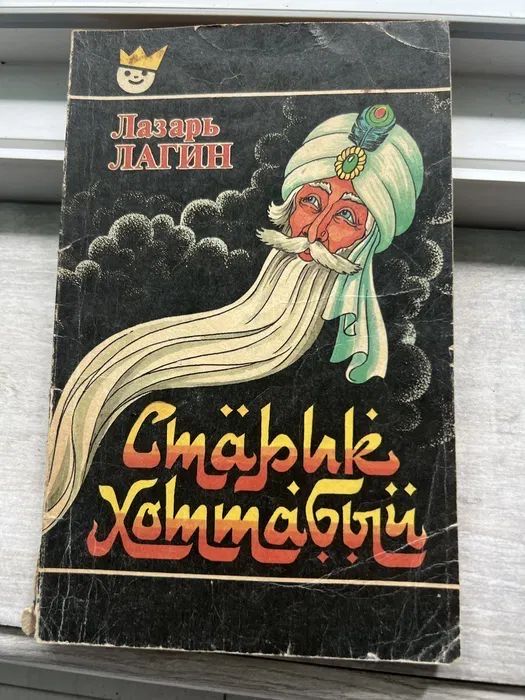 Лазарь
ЛАГИН
Старик
Хоттабыч